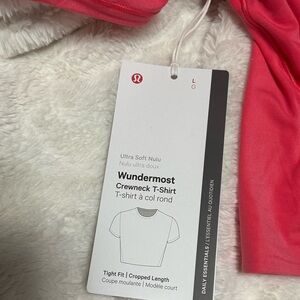 L
G
Ultra Soft Nulu
Nulu ultra doux
Wundermost
Crewneck T-Shirt
T-shirt à col rond
Tight Fit | Cropped Length
Coupe moulante | Modèle court
DAILY ESSENTIALS / L'ESSENTIEL AU QUOTIDIEN